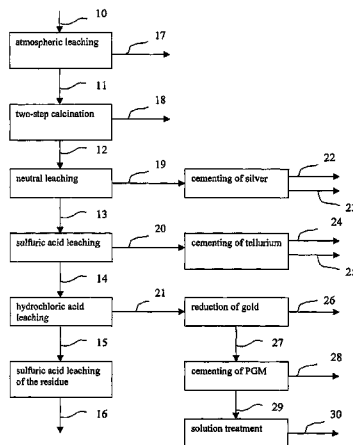 10
atmospheric leaching
17
11
two-step calcination
18
12
19
22
neutral leaching
cementing of silver
23
13
24
20
sulfuric acid leaching
cementing of tellurium
25
14
21
26
hydrochloric acid
leaching
reduction of gold
15
27
28
sulfuric acid leaching
of the residue
cementing of PGM
16
29
30
solution treatment